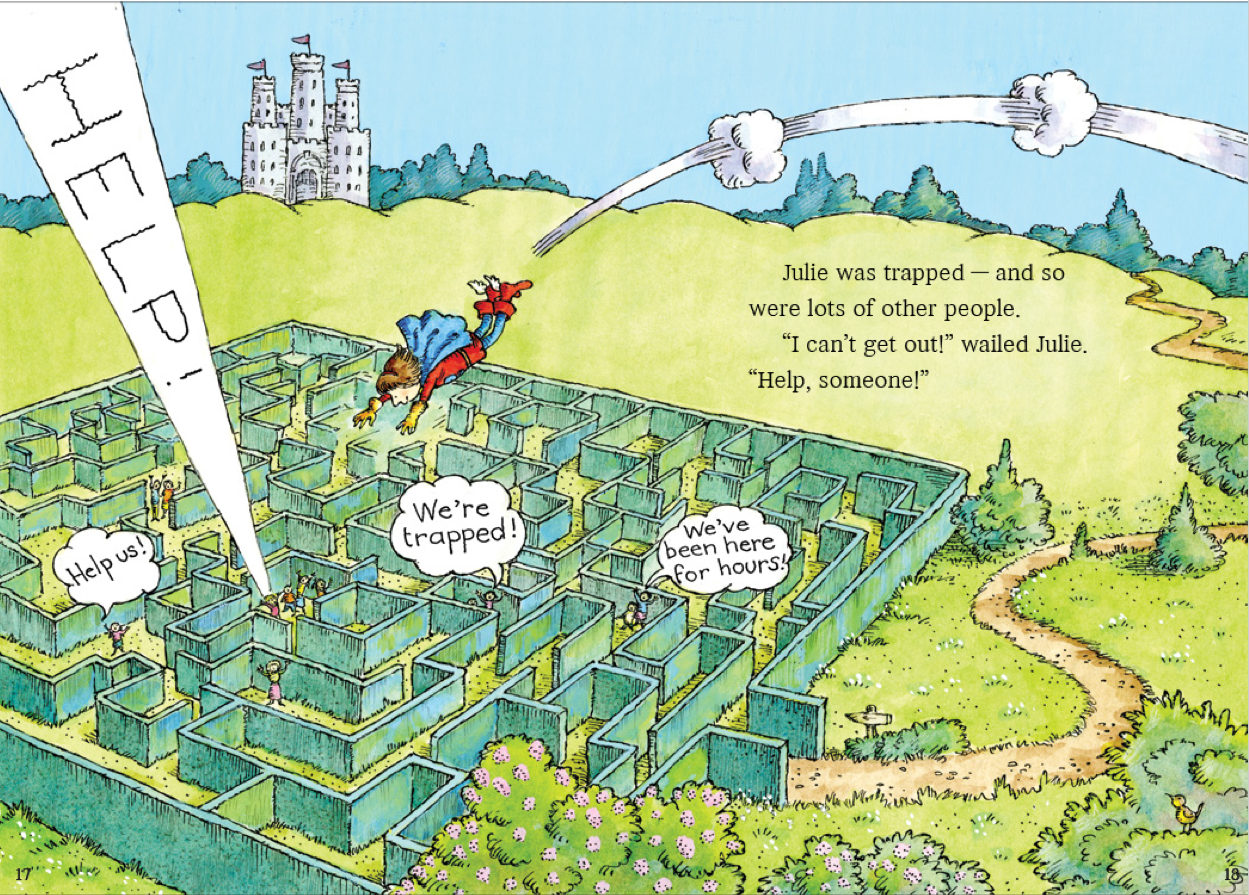 HELP!
Julie was trapped — and so
were lots of other people.
“I can’t get out!” wailed Julie.
“Help, someone!”
We’re
trapped!
We’ve
been here
for hours!
Help us!
17
18